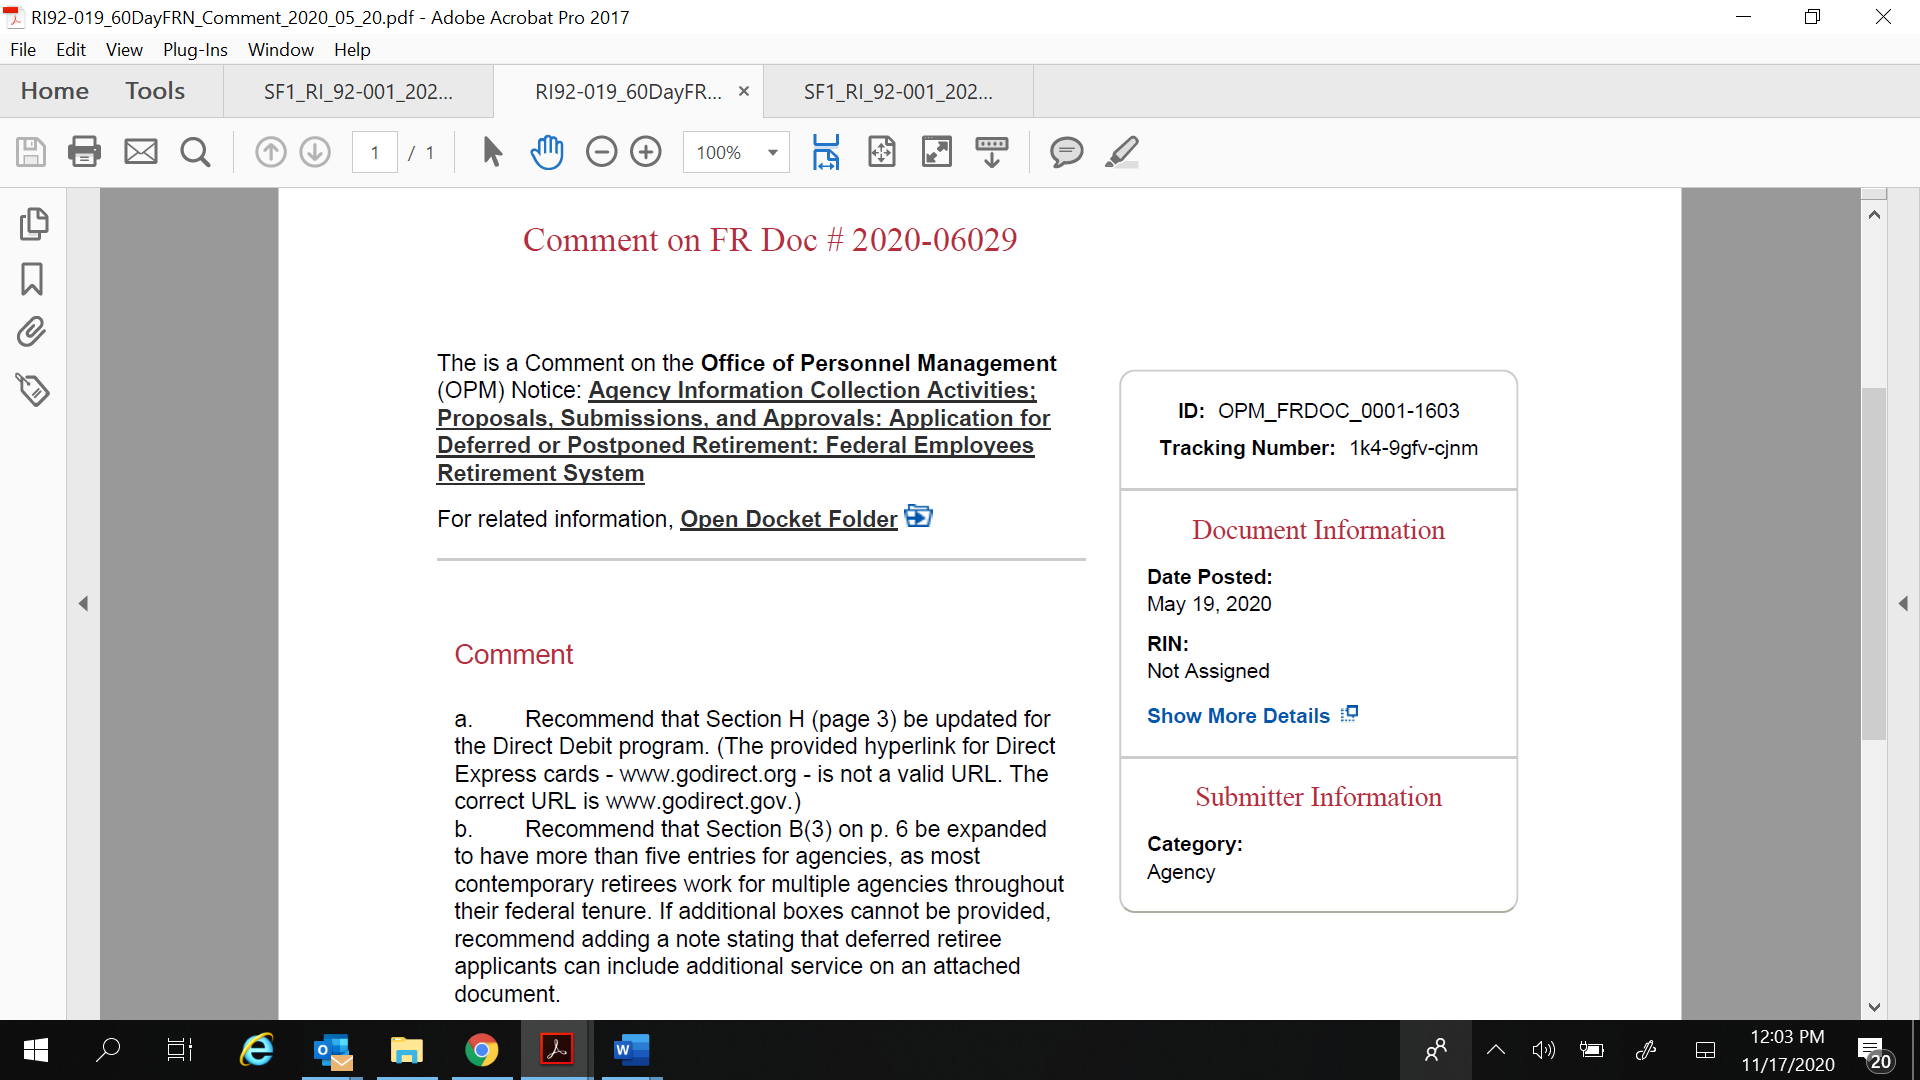 RI92-019_60DayFRN_Comment_2020_05_20.pdf - Adobe Acrobat Pro 2017
File Edit View Plug-Ins Window Help
Home Tools SF1_RI_92-001_202... RI92-019_60DayFR... × SF1_RI_92-001_202...
1 / 1 100%
Comment on FR Doc # 2020-06029
The is a Comment on the Office of Personnel Management
(OPM) Notice: Agency Information Collection Activities;
Proposals, Submissions, and Approvals: Application for
Deferred or Postponed Retirement: Federal Employees
Retirement System
For related information, Open Docket Folder
Comment
a. Recommend that Section H (page 3) be updated for
the Direct Debit program. (The provided hyperlink for Direct
Express cards - www.godirect.org - is not a valid URL. The
correct URL is www.godirect.gov.)
b. Recommend that Section B(3) on p. 6 be expanded
to have more than five entries for agencies, as most
contemporary retirees work for multiple agencies throughout
their federal tenure. If additional boxes cannot be provided,
recommend adding a note stating that deferred retiree
applicants can include additional service on an attached
document.
ID: OPM_FRDOC_0001-1603
Tracking Number: 1k4-9gfv-cjnm
Document Information
Date Posted:
May 19, 2020
RIN:
Not Assigned
Show More Details
Submitter Information
Category:
Agency
12:03 PM
11/17/2020
20